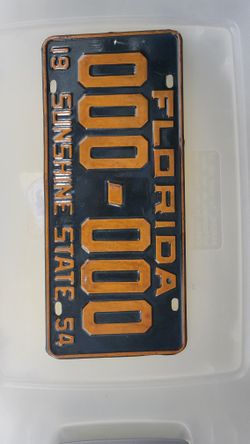 FLORIDA
000-000
19 SUNSHINE STATE 54